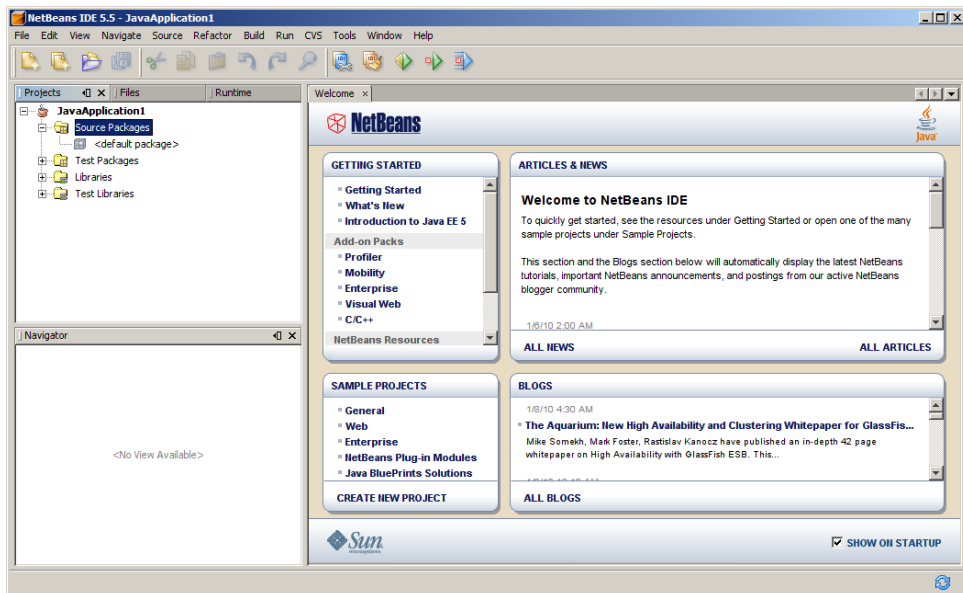 NetBeans IDE 5.5 - JavaApplication1
File Edit View Navigate Source Refactor Build Run CVS Tools Window Help
Projects Files Runtime
JavaApplication1
Source Packages
<default package>
Test Packages
Libraries
Test Libraries
Navigator
<No View Available>
Welcome
NetBeans
Java
GETTING STARTED
Getting Started
What's New
Introduction to Java EE 5
Add-on Packs
Profiler
Mobility
Enterprise
Visual Web
C/C++
NetBeans Resources
ARTICLES & NEWS
Welcome to NetBeans IDE
To quickly get started, see the resources under Getting Started or open one of the many
sample projects under Sample Projects.
This section and the Blogs section below will automatically display the latest NetBeans
tutorials, important NetBeans announcements, and postings from our active NetBeans
blogger community.
1/6/10 2:00 AM
ALL NEWS ALL ARTICLES
SAMPLE PROJECTS
General
Web
Enterprise
NetBeans Plug-in Modules
Java BluePrints Solutions
CREATE NEW PROJECT
BLOGS
1/8/10 4:30 AM
The Aquarium: New High Availability and Clustering Whitepaper for GlassFis...
Mike Somekh, Mark Foster, Rastislav Kanocz have published an in-depth 42 page
whitepaper on High Availability with GlassFish ESB. This...
ALL BLOGS
Sun
microsystems
SHOW ON STARTUP